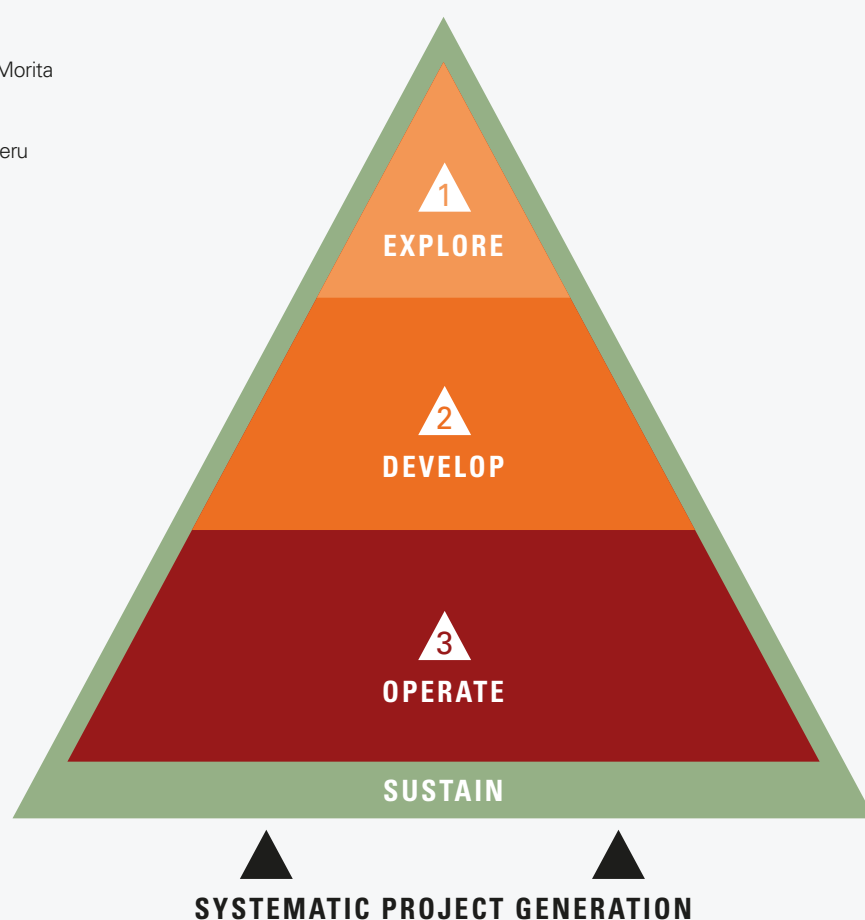 Morita
eru
1
EXPLORE
2
DEVELOP
3
OPERATE
SUSTAIN
SYSTEMATIC PROJECT GENERATION